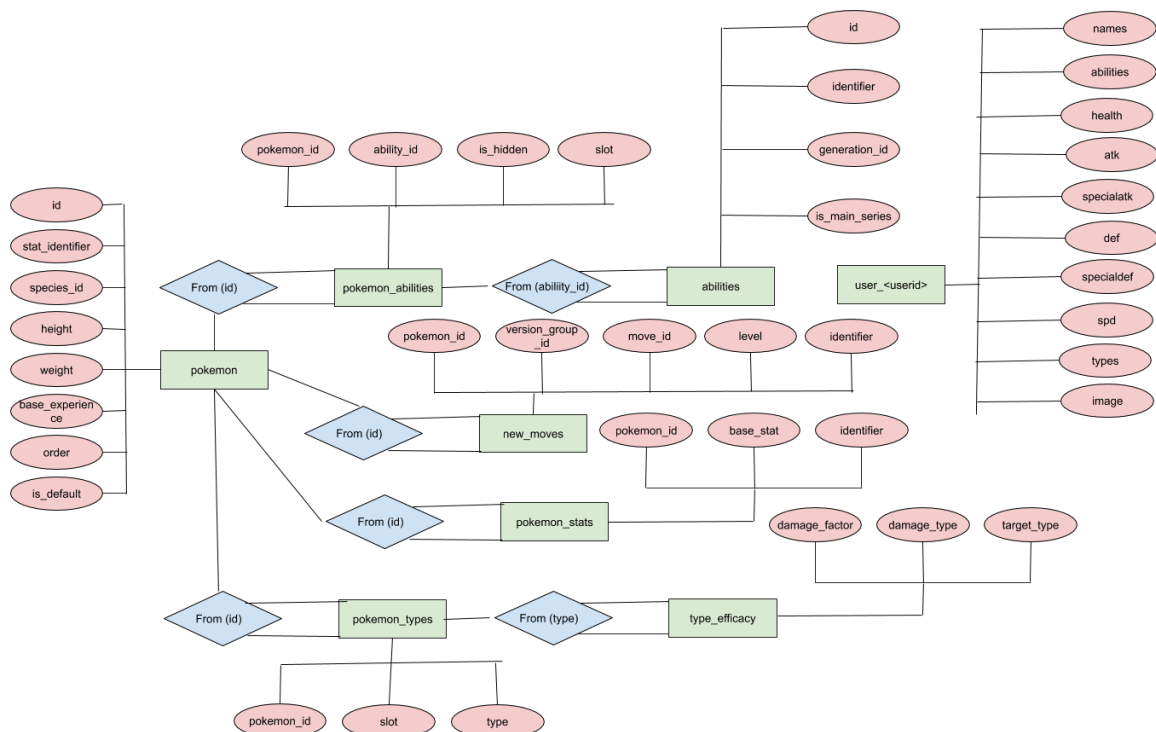 names
id
abilities
identifier
health
pokemon_id
ability_id
is_hidden
slot
generation_id
atk
specialatk
id
is_main_series
stat_identifier
def
species_id
From (id)
pokemon_abilities
From (abiliity_id)
abilities
user_<userid>
specialdef
height
pokemon_id
version_group
_id
move_id
level
identifier
spd
weight
pokemon
types
base_experien
ce
image
order
From (id)
new_moves
pokemon_id
base_stat
identifier
is_default
From (id)
pokemon_stats
damage_factor
damage_type
target_type
From (id)
pokemon_types
From (type)
type_efficacy
pokemon_id
slot
type